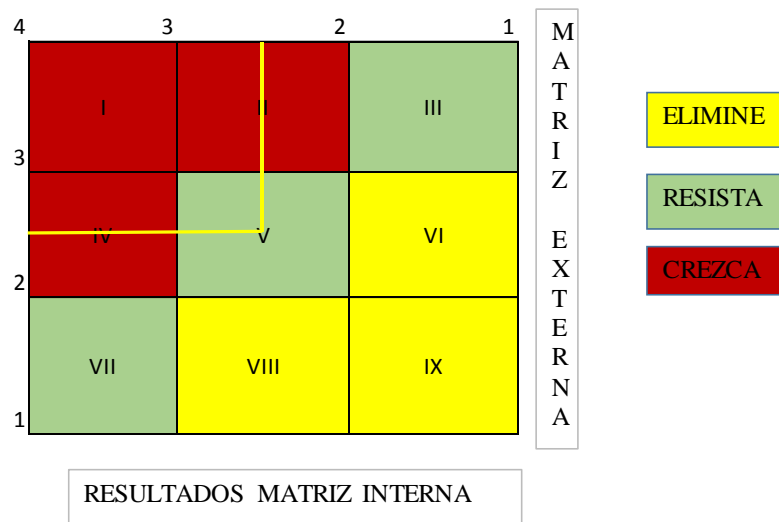 4 3 2 1
I II III
3
IV V VI
2
VII VIII IX
1
M
A
T
R
I
Z
E
X
T
E
R
N
A
ELIMINE
RESISTA
CREZCA
RESULTADOS MATRIZ INTERNA